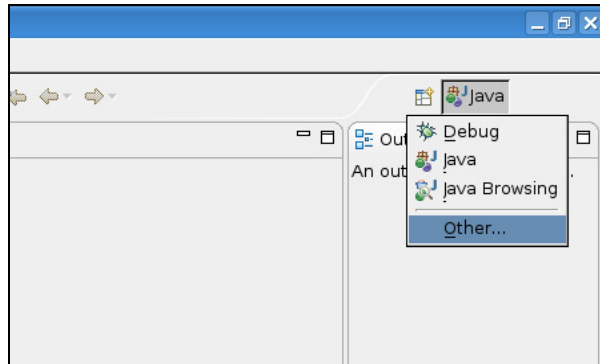 Java
Out
An out
.
Debug
Java
Java Browsing
Other...